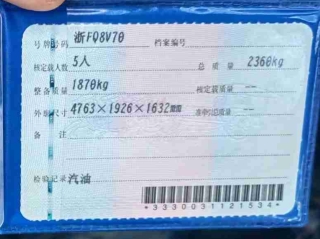 号牌号码 浙FQ8V70 档案编号
核定载人数 5人 总质量 2360kg
整备质量 1870kg 核定载质量 --
外廓尺寸 4763×1926×1632mm 准牵引总质量 --
备注
检验记录 汽油
*3330031121534*